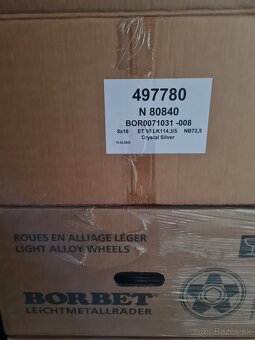 497780
N 80840
BOR0071031 -008
8x18 ET 50 LK114,3/5 NB72,5
Crystal Silver
ROUES EN ALLIAGE LÉGER
LIGHT ALLOY WHEELS
BORBET
LEICHTMETALLRÄDER